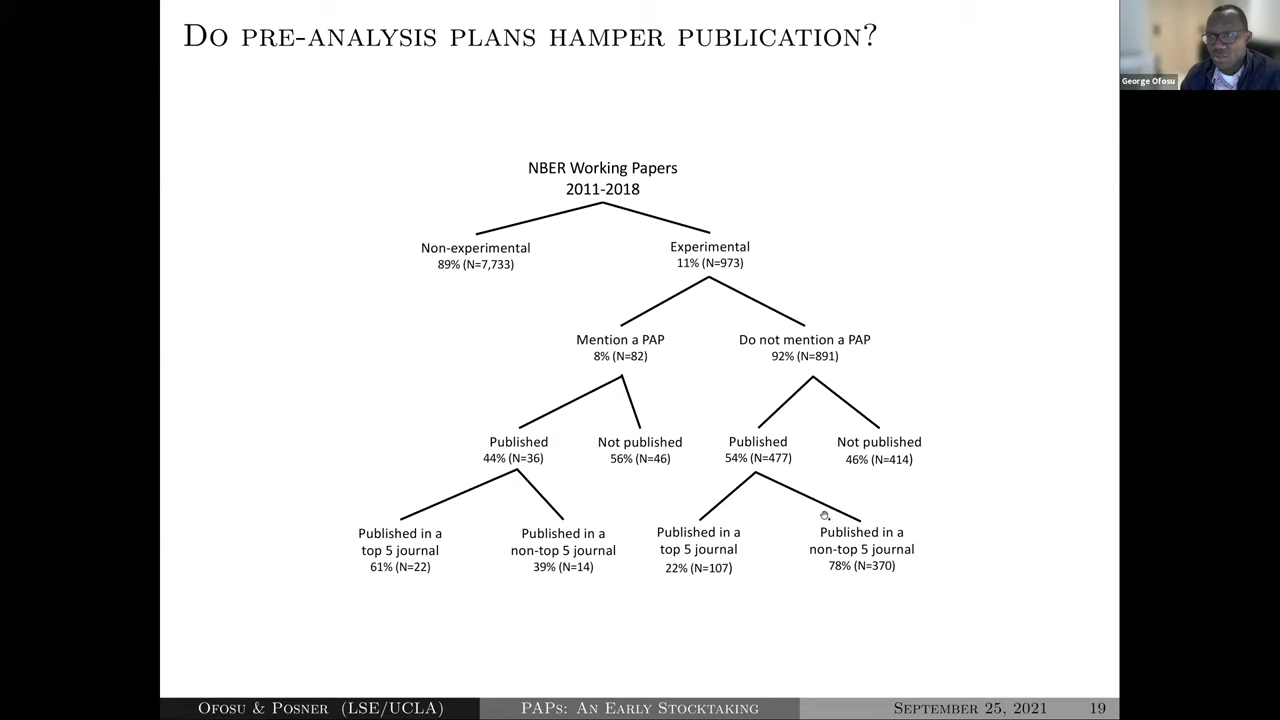 DO PRE-ANALYSIS PLANS HAMPER PUBLICATION?
George Ofosu
NBER Working Papers
2011-2018
Non-experimental
89% (N=7,733)
Experimental
11% (N=973)
Mention a PAP
8% (N=82)
Do not mention a PAP
92% (N=891)
Published
44% (N=36)
Not published
56% (N=46)
Published
54% (N=477)
Not published
46% (N=414)
Published in a
top 5 journal
61% (N=22)
Published in a
non-top 5 journal
39% (N=14)
Published in a
top 5 journal
22% (N=107)
Published in a
non-top 5 journal
78% (N=370)
OFOSU & POSNER (LSE/UCLA)
PAPS: AN EARLY STOCKTAKING
SEPTEMBER 25, 2021
19